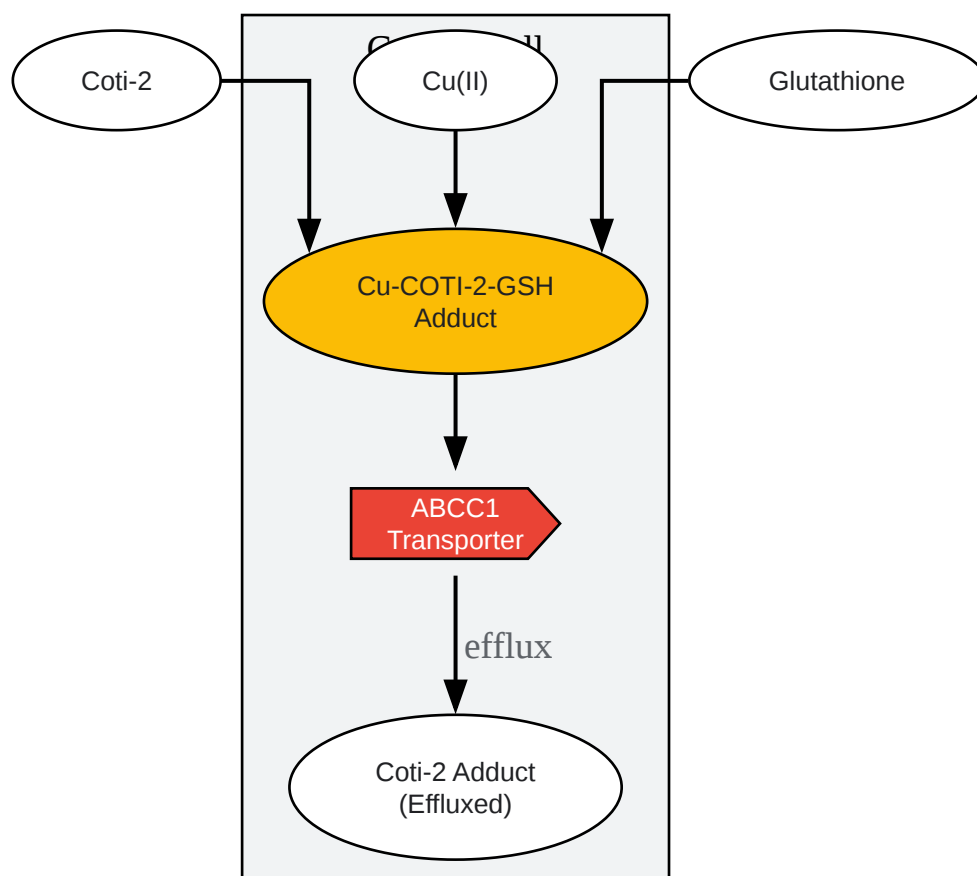 Coti-2
Cu(II)
Glutathione
Cu-COTI-2-GSH
Adduct
ABCC1
Transporter
efflux
Coti-2 Adduct
(Effluxed)